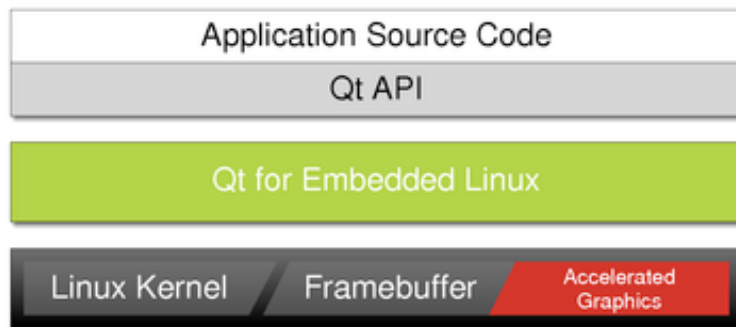 Application Source Code
Qt API
Qt for Embedded Linux
Linux Kernel
Framebuffer
Accelerated
Graphics